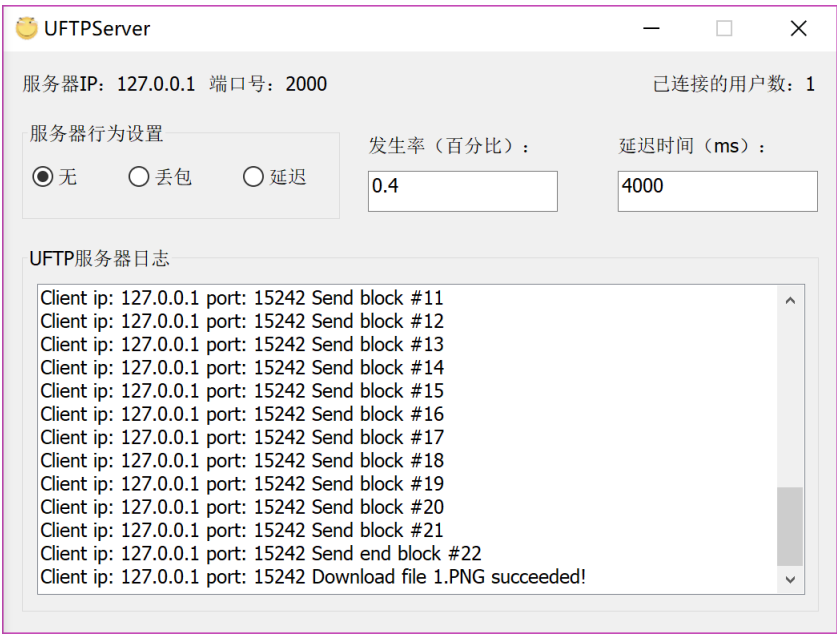 UFTPServer
服务器IP：127.0.0.1 端口号：2000 已连接的用户数：1
服务器行为设置
发生率（百分比）： 延迟时间（ms）：
无 丢包 延迟
0.4 4000
UFTP服务器日志
Client ip: 127.0.0.1 port: 15242 Send block #11
Client ip: 127.0.0.1 port: 15242 Send block #12
Client ip: 127.0.0.1 port: 15242 Send block #13
Client ip: 127.0.0.1 port: 15242 Send block #14
Client ip: 127.0.0.1 port: 15242 Send block #15
Client ip: 127.0.0.1 port: 15242 Send block #16
Client ip: 127.0.0.1 port: 15242 Send block #17
Client ip: 127.0.0.1 port: 15242 Send block #18
Client ip: 127.0.0.1 port: 15242 Send block #19
Client ip: 127.0.0.1 port: 15242 Send block #20
Client ip: 127.0.0.1 port: 15242 Send block #21
Client ip: 127.0.0.1 port: 15242 Send end block #22
Client ip: 127.0.0.1 port: 15242 Download file 1.PNG succeeded!